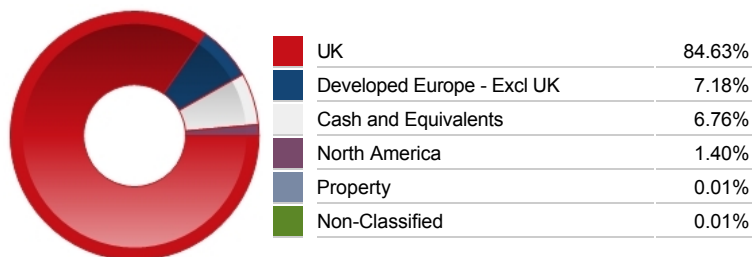 UK 84.63%
Developed Europe - Excl UK 7.18%
Cash and Equivalents 6.76%
North America 1.40%
Property 0.01%
Non-Classified 0.01%